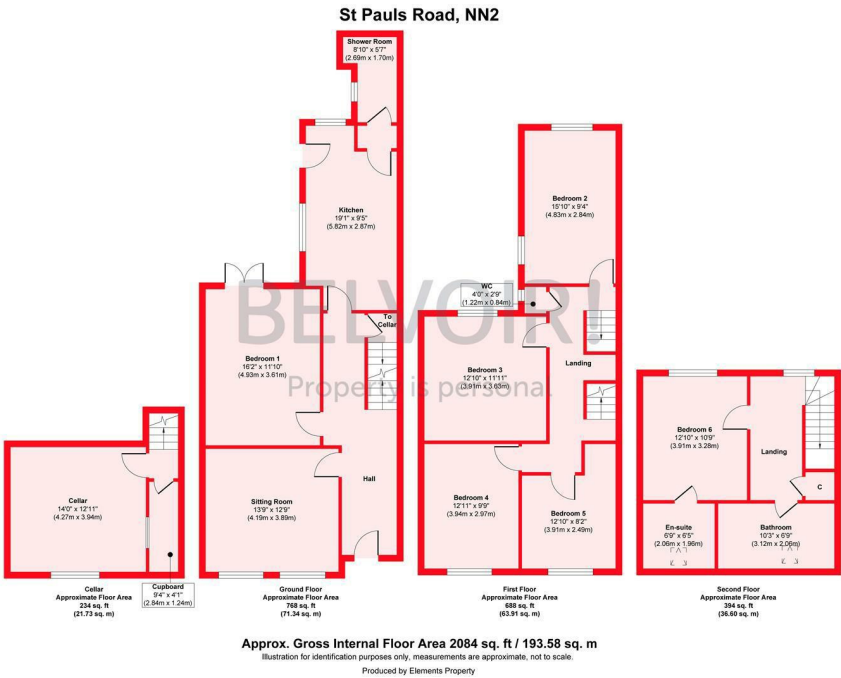 St Pauls Road, NN2
Shower Room
8'10" x 5'7"
(2.69m x 1.70m)
Kitchen
19'1" x 9'5"
(5.82m x 2.87m)
Bedroom 2
15'10" x 9'4"
(4.83m x 2.84m)
WC
4'0" x 2'9"
(1.22m x 0.84m)
BELVOIR!
Property is personal.
To
Cellar
Bedroom 1
16'2" x 11'10"
(4.93m x 3.61m)
Bedroom 3
12'10" x 11'11"
(3.91m x 3.63m)
Landing
Bedroom 6
12'10" x 10'9"
(3.91m x 3.28m)
Landing
C
Cellar
14'0" x 12'11"
(4.27m x 3.94m)
Sitting Room
13'9" x 12'9"
(4.19m x 3.89m)
Hall
Bedroom 4
12'11" x 9'9"
(3.94m x 2.97m)
Bedroom 5
12'10" x 8'2"
(3.91m x 2.49m)
En-suite
6'9" x 6'5"
(2.06m x 1.96m)
Bathroom
10'3" x 6'9"
(3.12m x 2.06m)
Cupboard
9'4" x 4'1"
(2.84m x 1.24m)
Cellar
Approximate Floor Area
234 sq. ft
(21.73 sq. m)
Ground Floor
Approximate Floor Area
768 sq. ft
(71.34 sq. m)
First Floor
Approximate Floor Area
688 sq. ft
(63.91 sq. m)
Second Floor
Approximate Floor Area
394 sq. ft
(36.60 sq. m)
Approx. Gross Internal Floor Area 2084 sq. ft / 193.58 sq. m
Illustration for identification purposes only, measurements are approximate, not to scale.
Produced by Elements Property